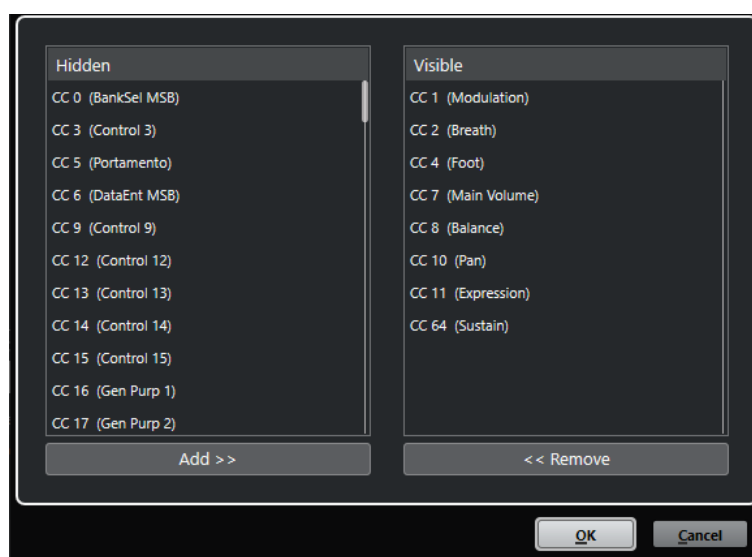 Hidden
CC 0 (BankSel MSB)
CC 3 (Control 3)
CC 5 (Portamento)
CC 6 (DataEnt MSB)
CC 9 (Control 9)
CC 12 (Control 12)
CC 13 (Control 13)
CC 14 (Control 14)
CC 15 (Control 15)
CC 16 (Gen Purp 1)
CC 17 (Gen Purp 2)
Add >>
Visible
CC 1 (Modulation)
CC 2 (Breath)
CC 4 (Foot)
CC 7 (Main Volume)
CC 8 (Balance)
CC 10 (Pan)
CC 11 (Expression)
CC 64 (Sustain)
<< Remove
OK
Cancel